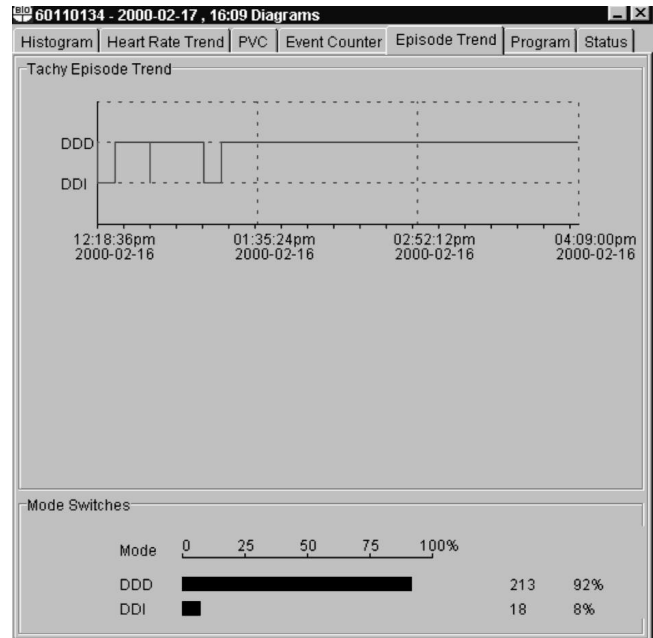 BIO 60110134 - 2000-02-17 , 16:09 Diagrams
Histogram Heart Rate Trend PVC Event Counter Episode Trend Program Status
Tachy Episode Trend
DDD
DDI
12:18:36pm 01:35:24pm 02:52:12pm 04:09:00pm
2000-02-16 2000-02-16 2000-02-16 2000-02-16
Mode Switches
Mode 0 25 50 75 100%
DDD 213 92%
DDI 18 8%